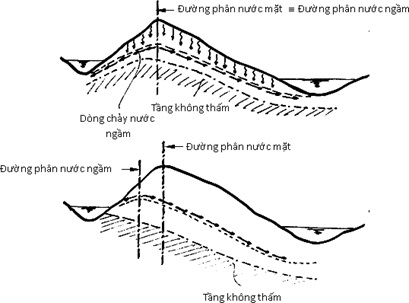 Đường phân nước mặt ≡ Đường phân nước ngầm
Tầng không thấm
Dòng chảy nước
ngầm
Đường phân nước mặt
Đường phân nước ngầm
Tầng không thấm